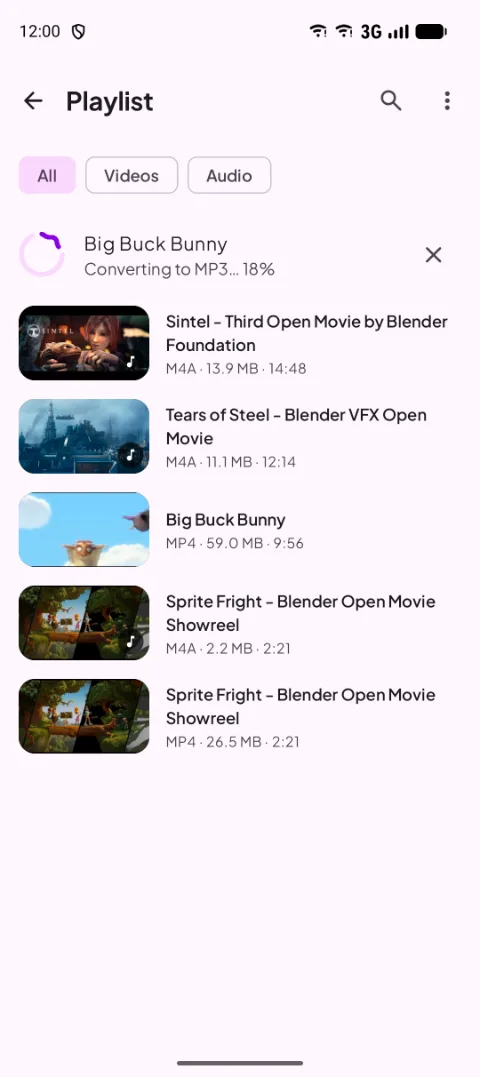 12:00
3G
Playlist
All
Videos
Audio
Big Buck Bunny
Converting to MP3... 18%
SINTEL
Sintel - Third Open Movie by Blender
Foundation
M4A · 13.9 MB · 14:48
Tears of Steel - Blender VFX Open
Movie
M4A · 11.1 MB · 12:14
Big Buck Bunny
MP4 · 59.0 MB · 9:56
Sprite Fright - Blender Open Movie
Showreel
M4A · 2.2 MB · 2:21
Sprite Fright - Blender Open Movie
Showreel
MP4 · 26.5 MB · 2:21